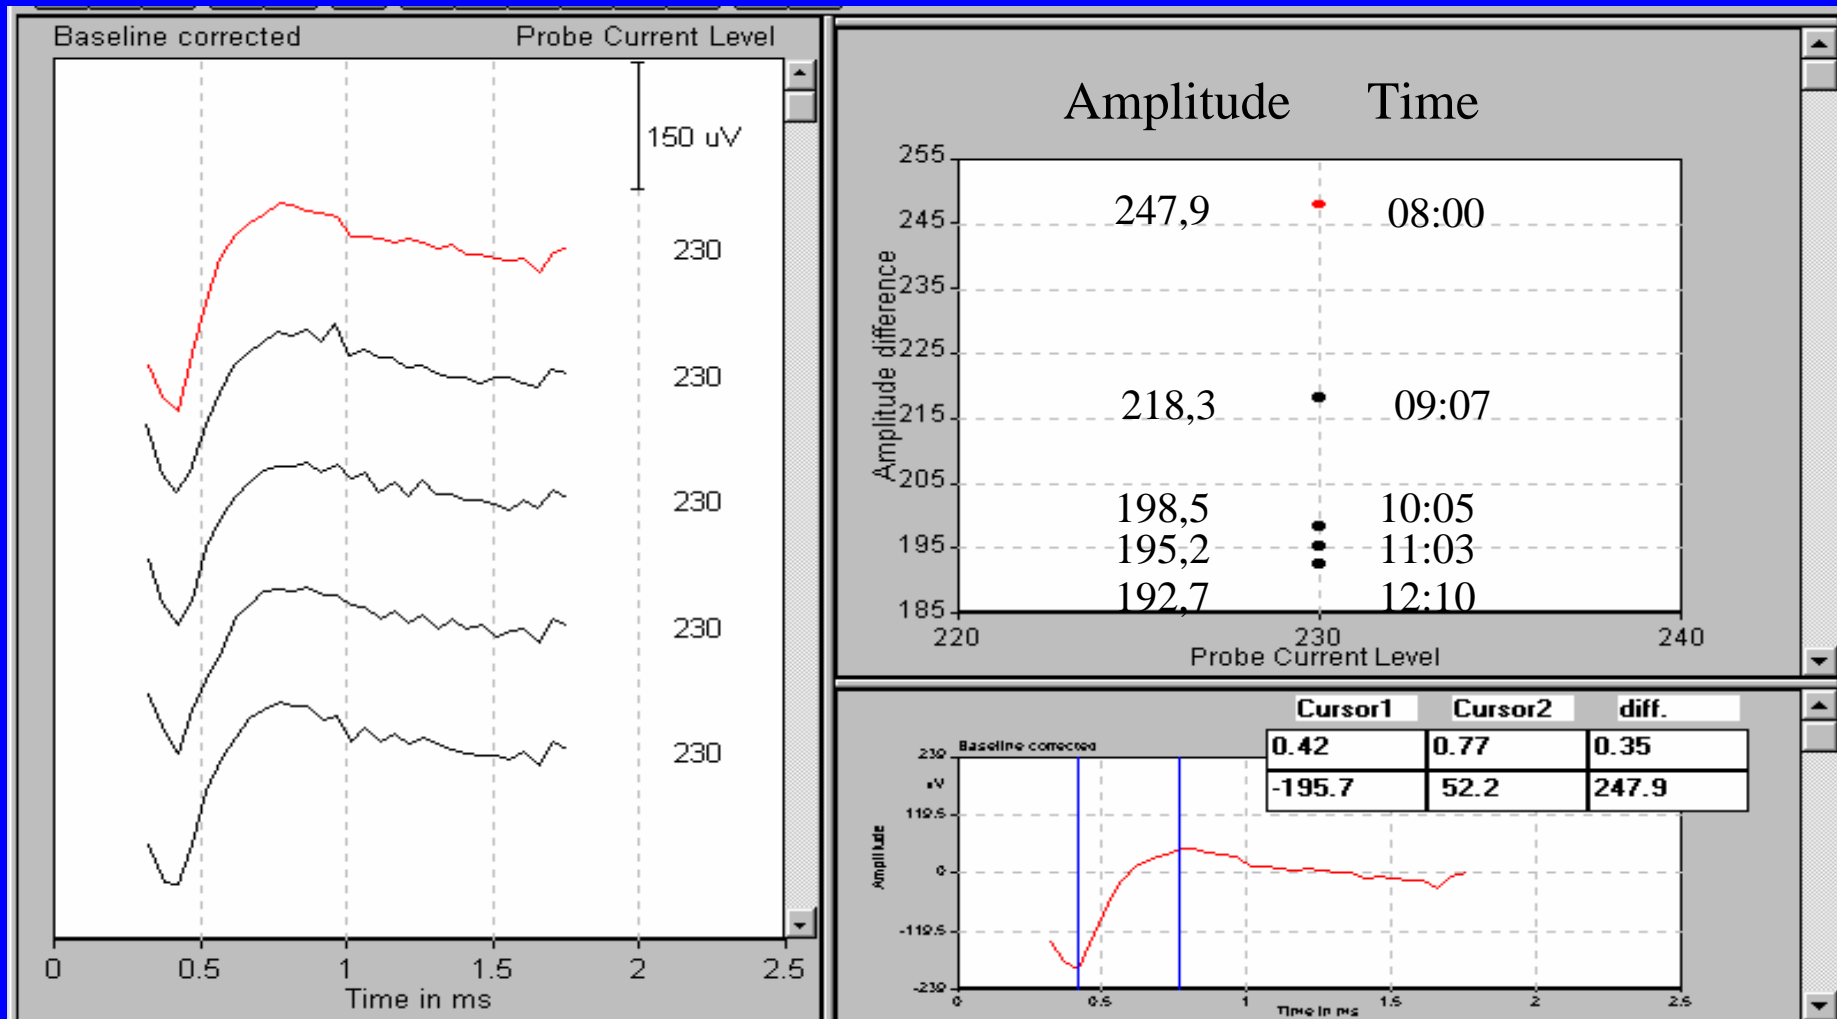 Baseline corrected Probe Current Level
150 uV
230
230
230
230
230
0 0.5 1 1.5 2 2.5
Time in ms
Amplitude Time
255
245
235
225
215
205
195
185
Amplitude difference
247,9 08:00
218,3 09:07
198,5 10:05
195,2 11:03
192,7 12:10
220 230 240
Probe Current Level
Cursor1 Cursor2 diff.
0.42 0.77 0.35
-195.7 52.2 247.9
Baseline corrected
239
uV
119.5
0
-119.5
-239
Amplitude
0 0.5 1 1.5 2 2.5
Time in ms